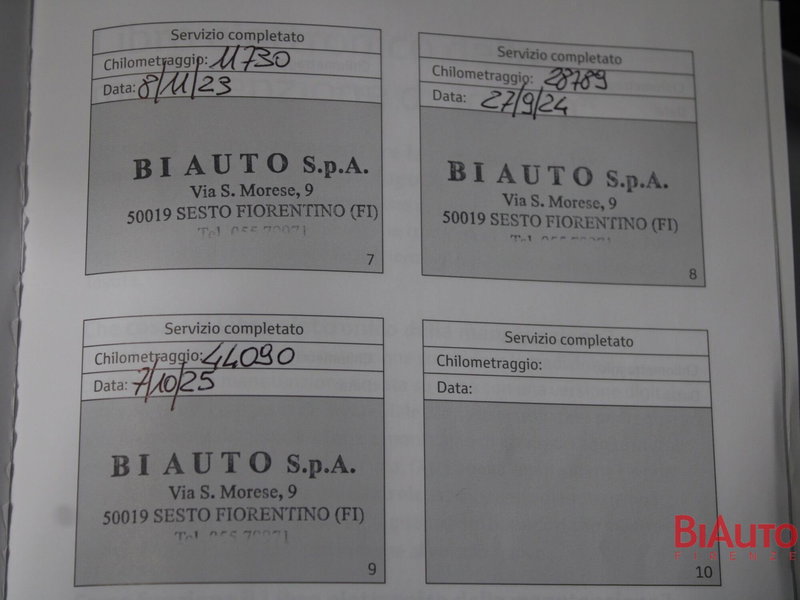 Servizio completato
Chilometraggio: 11730
Data: 8/11/23
BI AUTO S.p.A.
Via S. Morese, 9
50019 SESTO FIORENTINO (FI)
Tel. 055
7
Servizio completato
Chilometraggio: 28789
Data: 27/9/24
BI AUTO S.p.A.
Via S. Morese, 9
50019 SESTO FIORENTINO (FI)
8
Servizio completato
Chilometraggio: 44090
Data: 7/10/25
BI AUTO S.p.A.
Via S. Morese, 9
50019 SESTO FIORENTINO (FI)
9
Servizio completato
Chilometraggio:
Data:
10
BIAUTO
FIRENZE